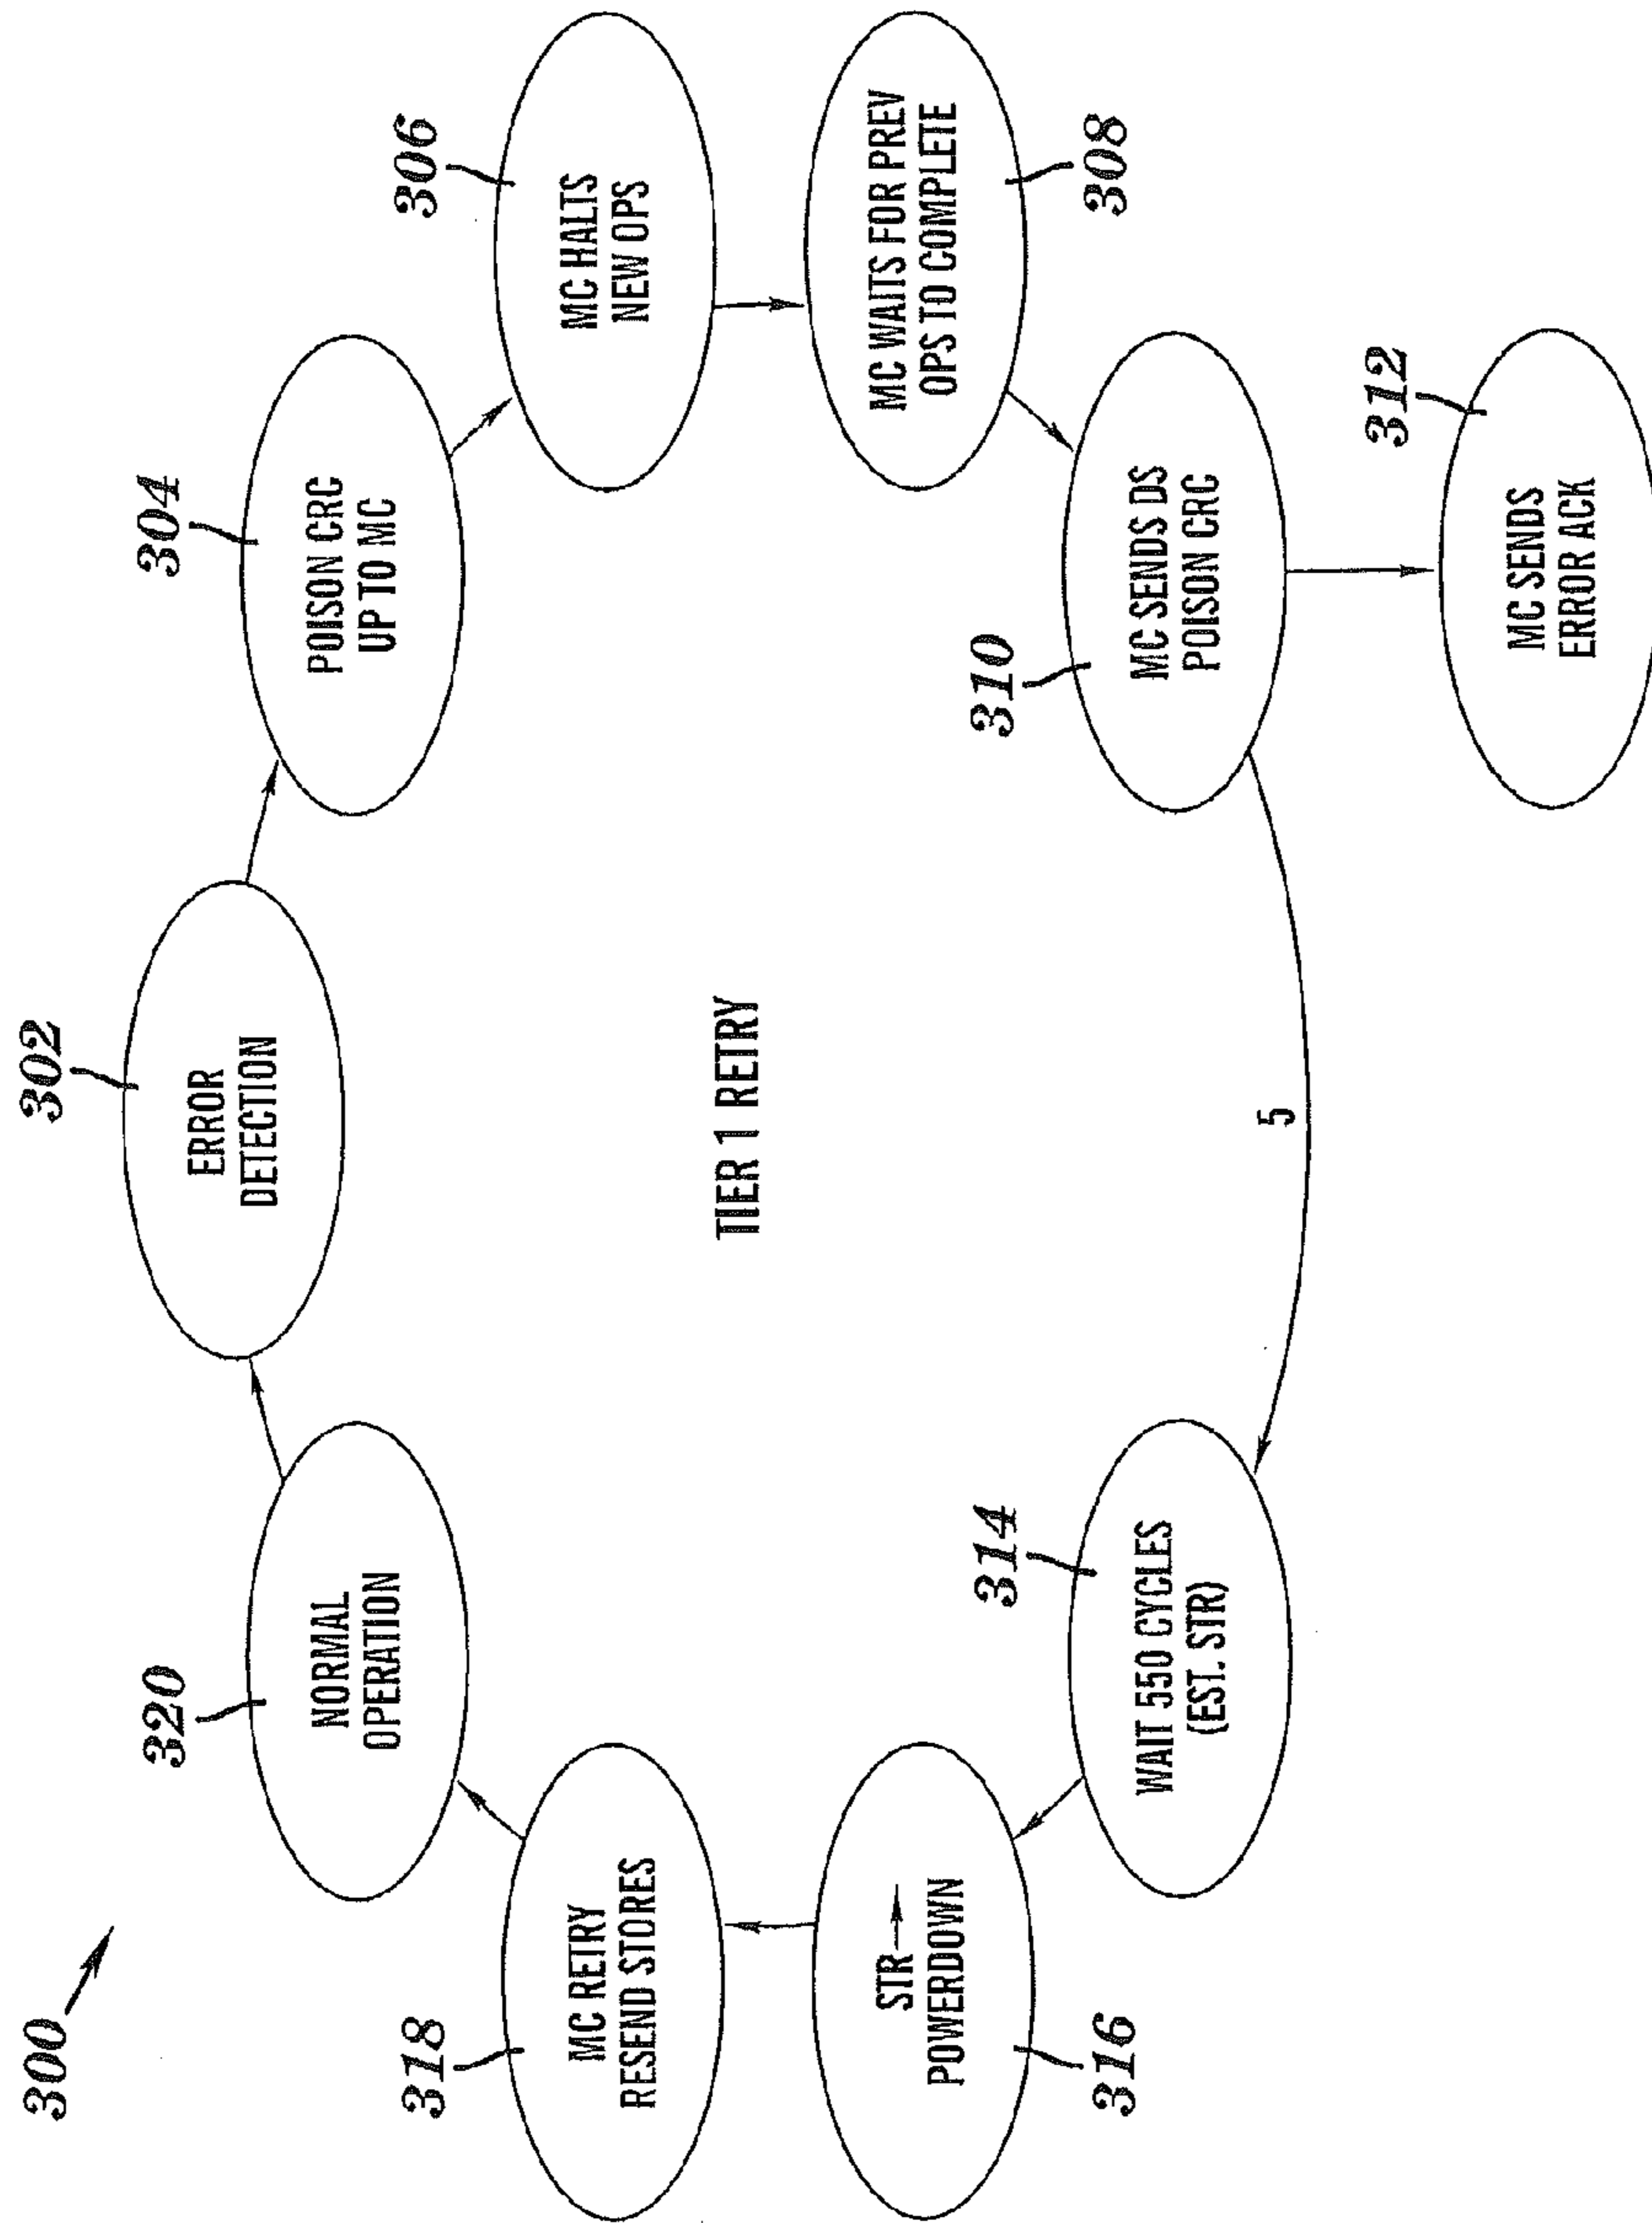 300
302
ERROR
DETECTION
304
POISON CRC
UP TO MC
306
MC HALTS
NEW OPS
MC WAITS FOR PREV
OPS TO COMPLETE
308
310
MC SENDS DS
POISON CRC
312
MC SENDS
ERROR ACK
5
314
WAIT 550 CYCLES
(EST. STR)
STR→
POWERDOWN
316
318
MC RETRY
RESEND STORES
320
NORMAL
OPERATION
TIER 1 RETRY